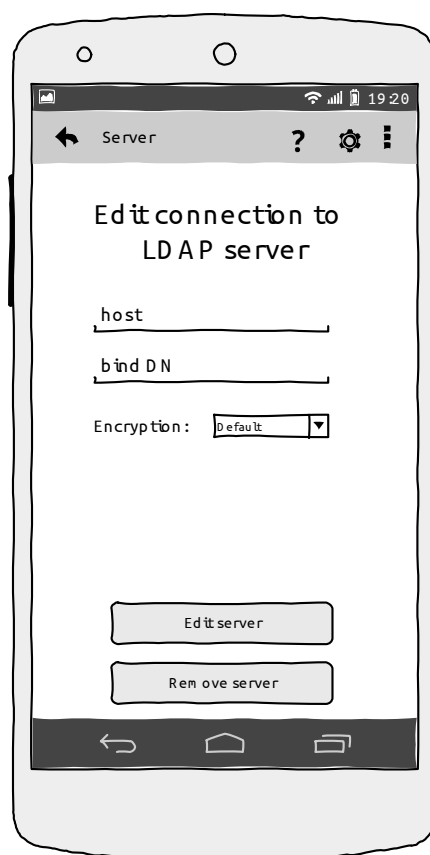 19:20
Server ?
Edit connection to
LDAP server
host
bind DN
Encryption: Default
Edit server
Remove server